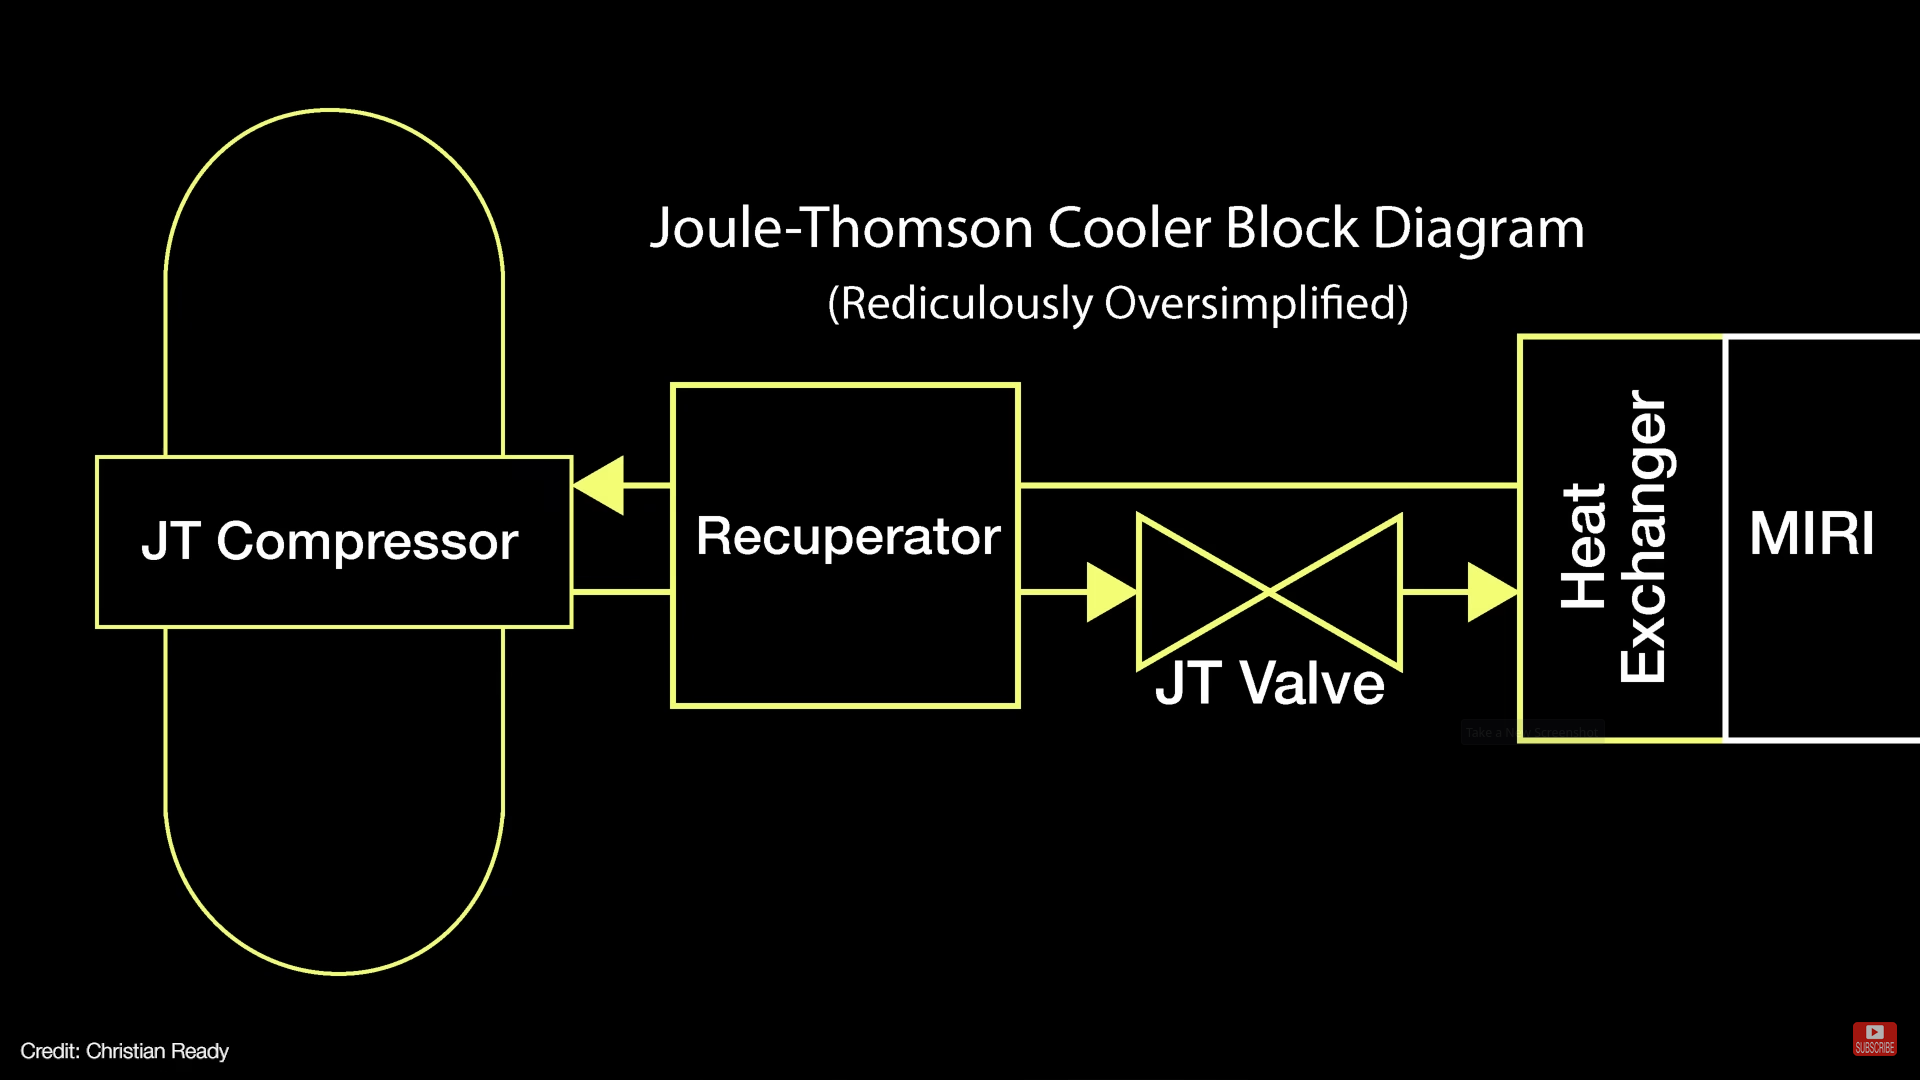 Joule-Thomson Cooler Block Diagram
(Rediculously Oversimplified)
JT Compressor
Recuperator
JT Valve
Heat
Exchanger
MIRI
Take a New Screenshot
Credit: Christian Ready
SUBSCRIBE